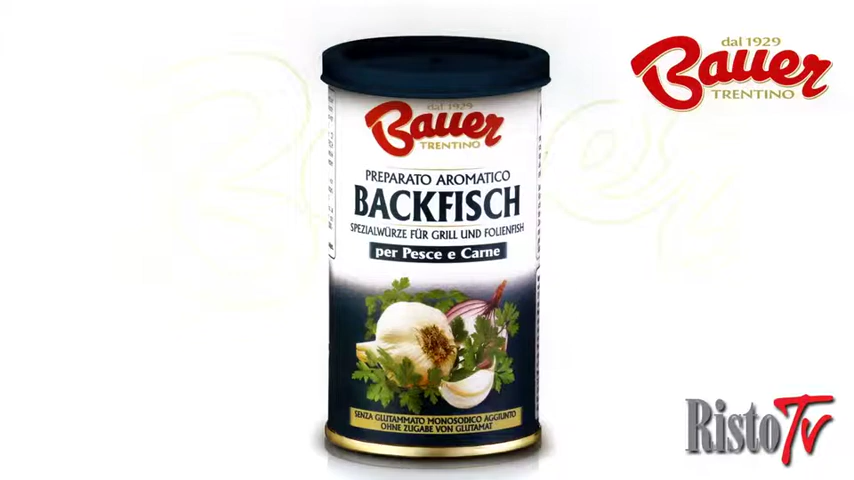 dal 1929
Bauer
TRENTINO
dal 1929
Bauer
TRENTINO
PREPARATO AROMATICO
BACKFISCH
SPEZIALWÜRZE FÜR GRILL UND FOLIENFISH
per Pesce e Carne
SENZA GLUTAMMATO MONOSODICO AGGIUNTO
OHNE ZUGABE VON GLUTAMAT
RistoTv